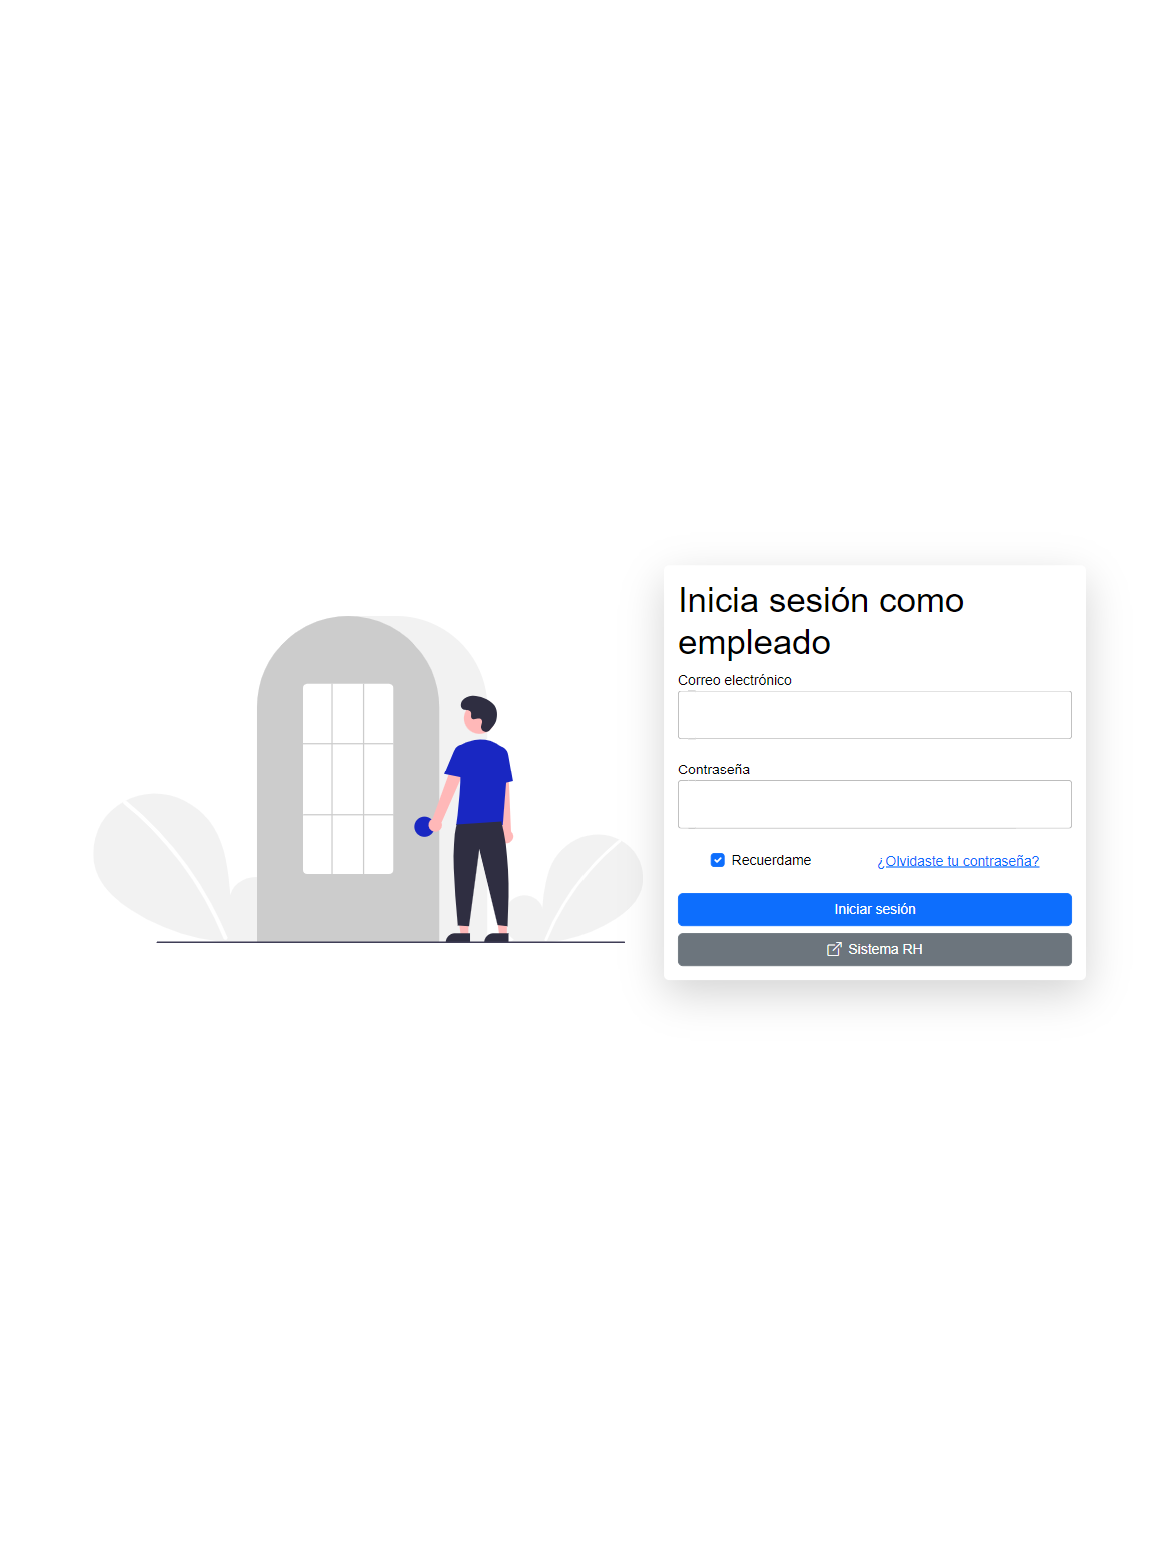 Inicia sesión como
empleado
Correo electrónico
Contraseña
Recuerdame
¿Olvidaste tu contraseña?
Iniciar sesión
Sistema RH